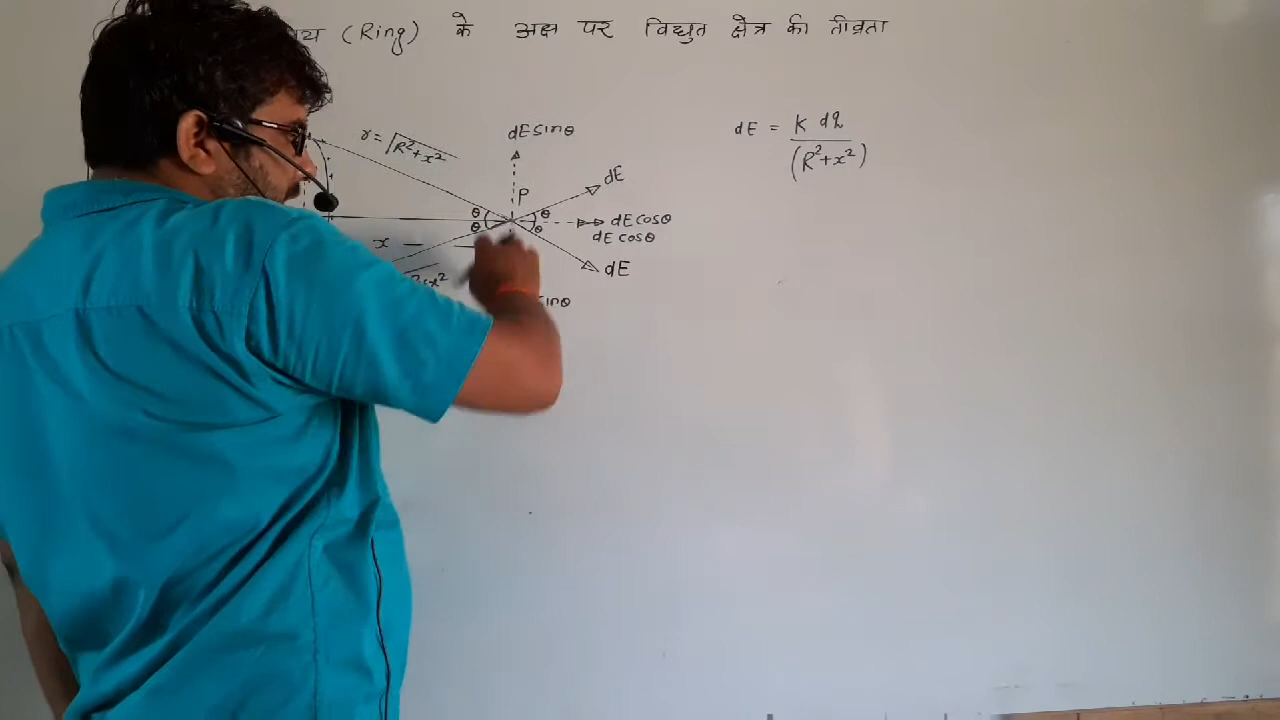 (Ring) के अक्ष पर विद्युत क्षेत्र की तीव्रता
dE sinθ
r = √R²+x²
dE = K dq / (R²+x²)
P
dE
θ θ
dE cosθ
θ θ
dE cosθ
x
dE
sinθ